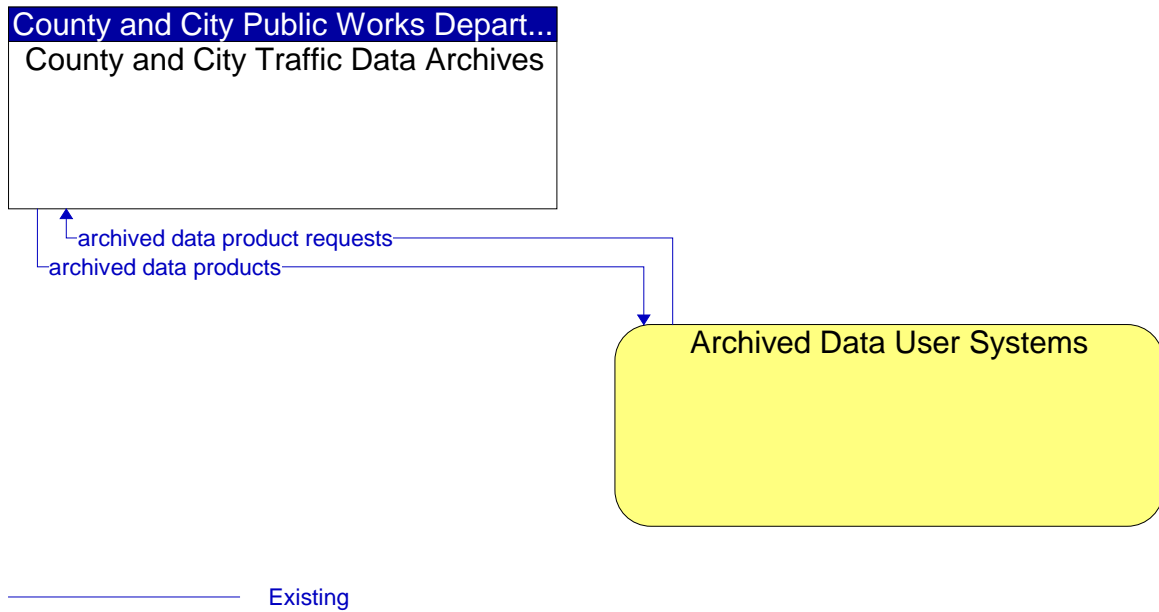 County and City Public Works Depart...
County and City Traffic Data Archives
archived data product requests
archived data products
Archived Data User Systems
Existing